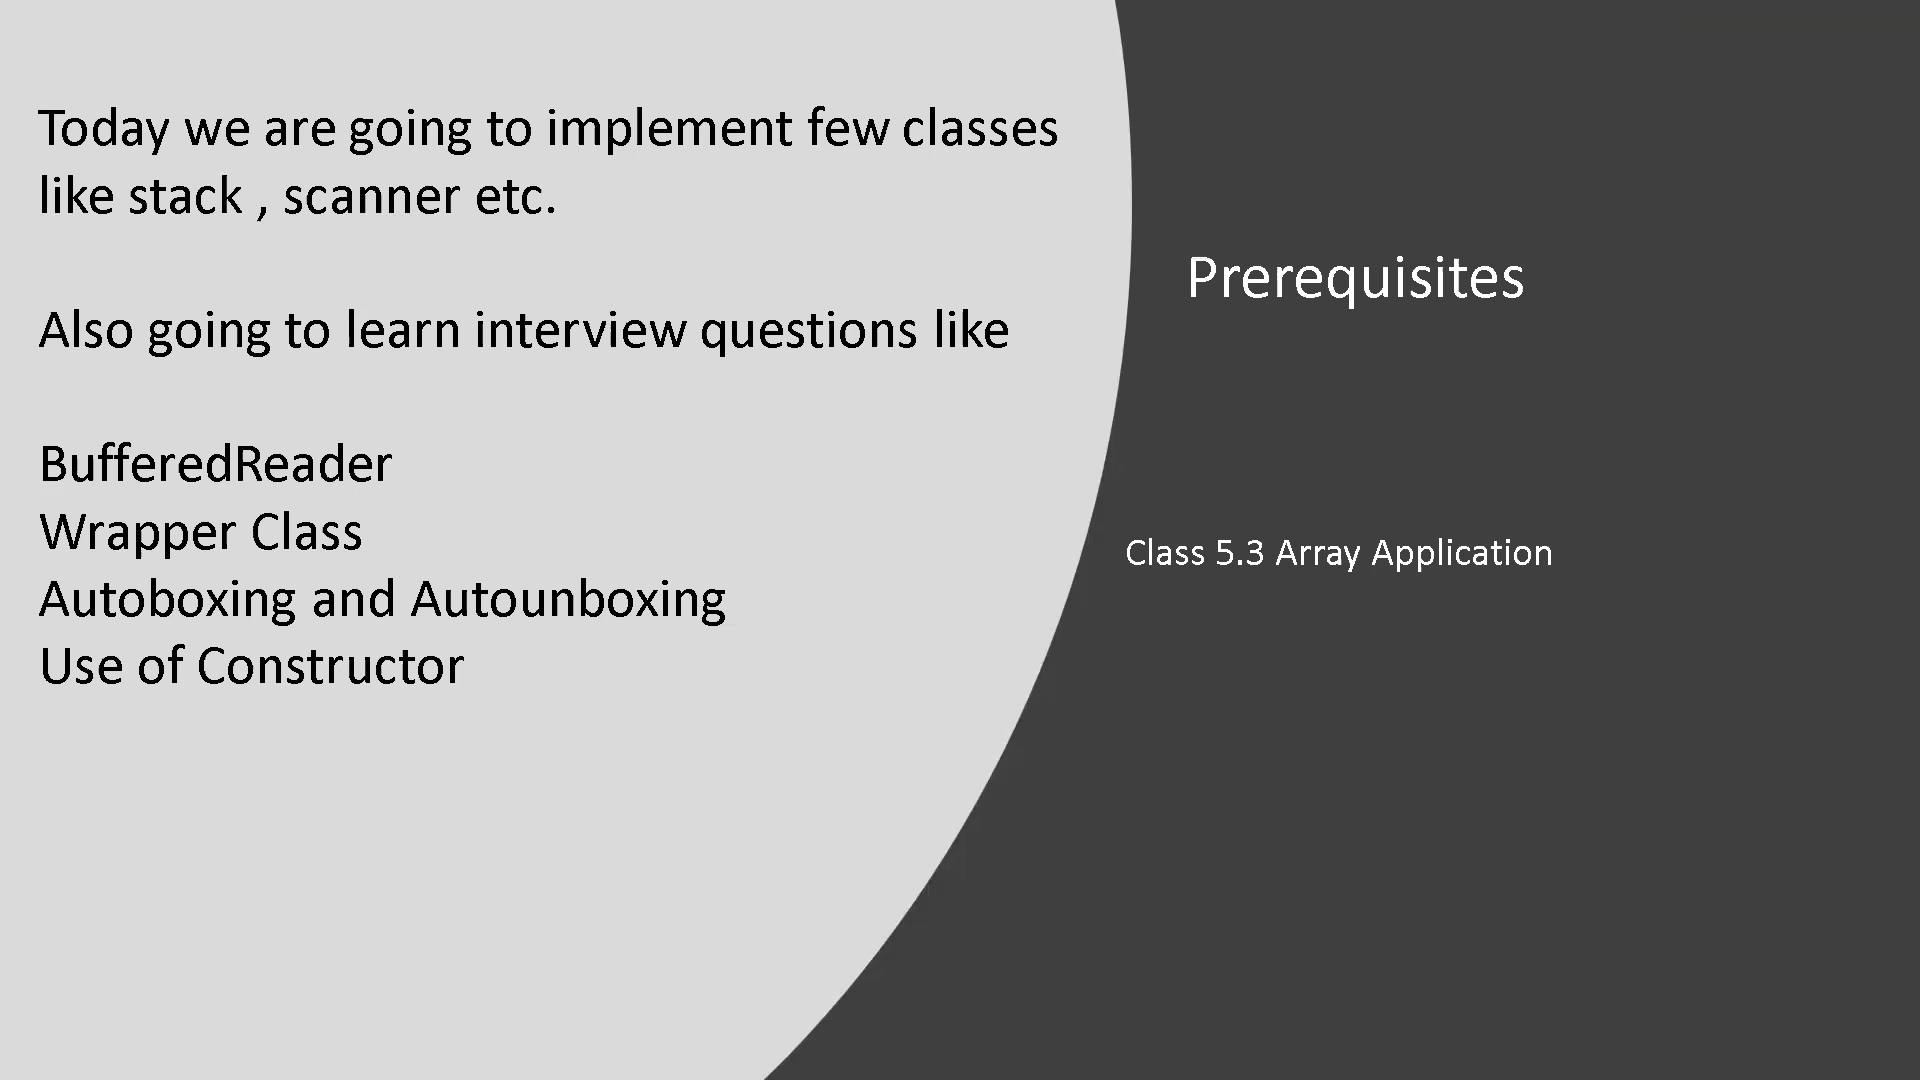 Today we are going to implement few classes
like stack , scanner etc.
Also going to learn interview questions like
BufferedReader
Wrapper Class
Autoboxing and Autounboxing
Use of Constructor
Prerequisites
Class 5.3 Array Application